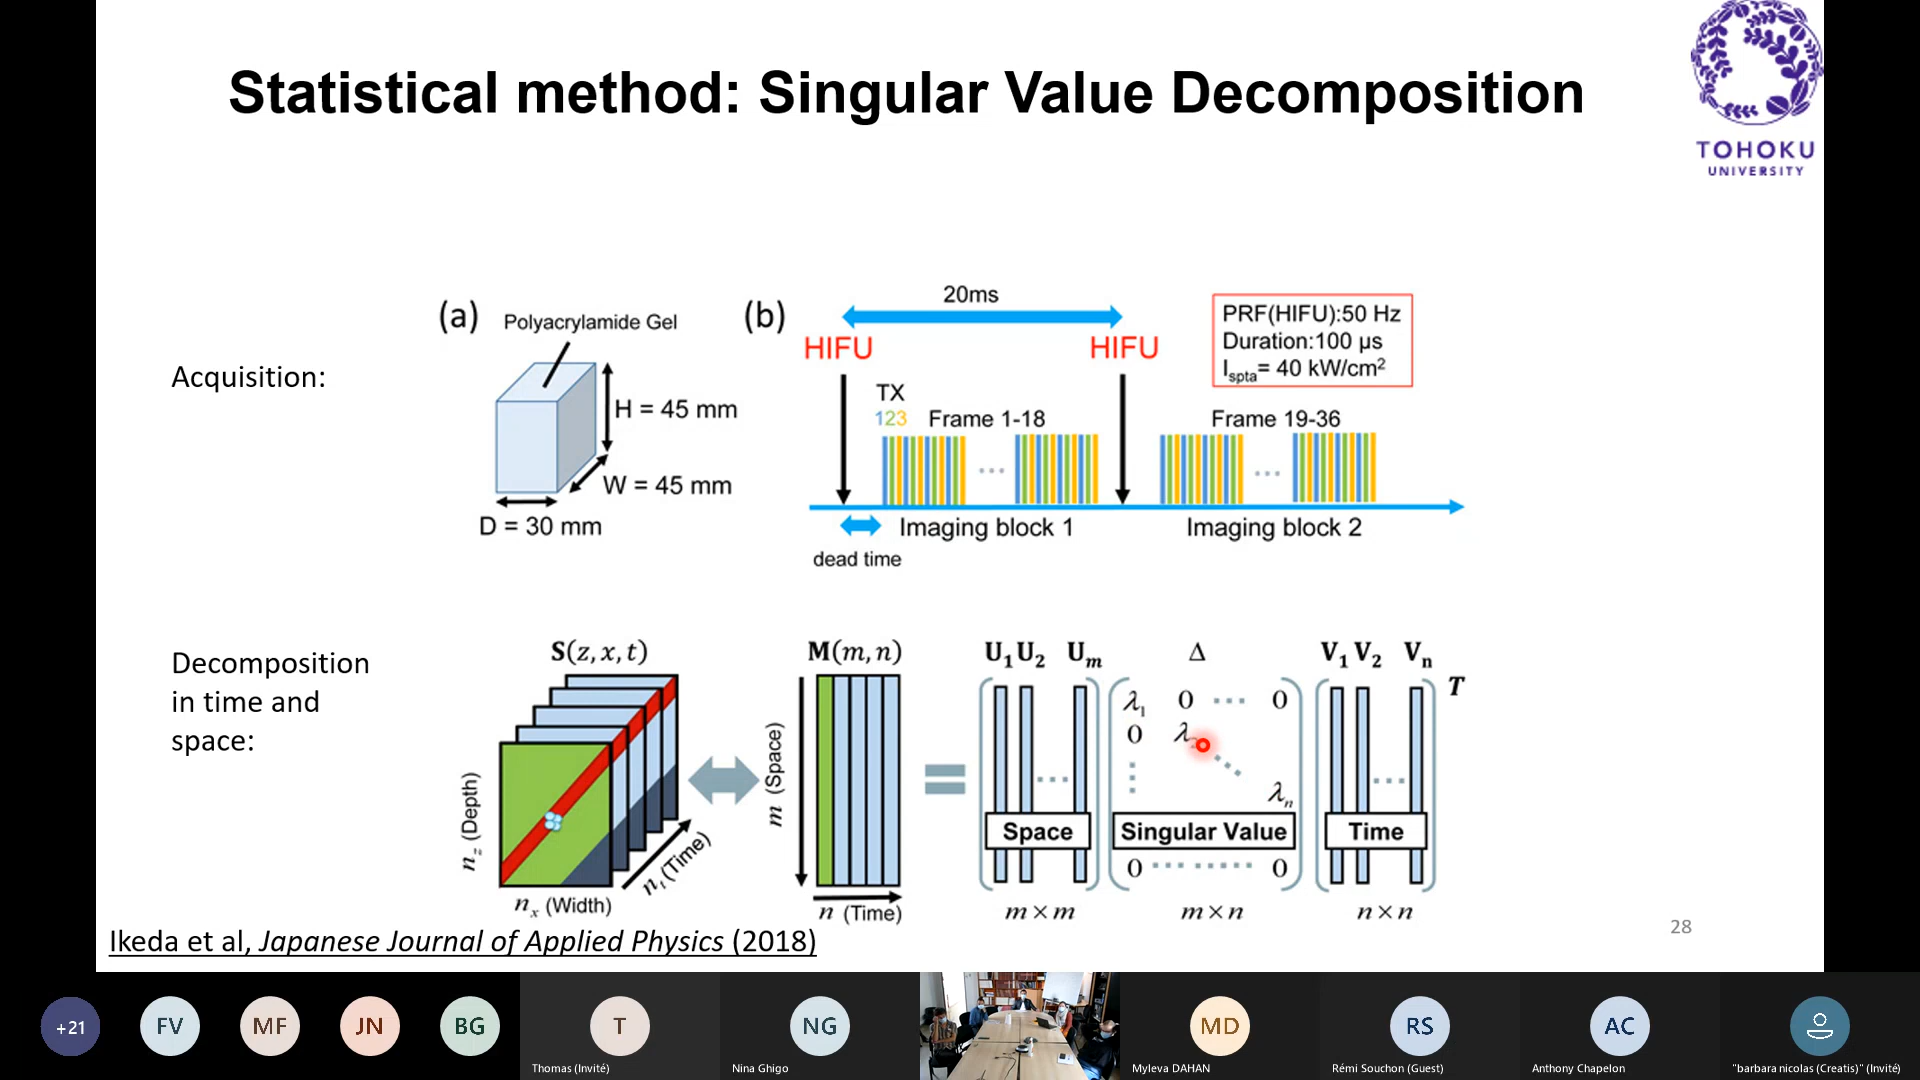 Statistical method: Singular Value Decomposition
TOHOKU
UNIVERSITY
Acquisition:
(a)
Polyacrylamide Gel
H = 45 mm
W = 45 mm
D = 30 mm
(b)
20ms
HIFU
HIFU
PRF(HIFU):50 Hz
Duration:100 μs
Ispta= 40 kW/cm²
TX
123
Frame 1-18
Frame 19-36
...
...
Imaging block 1
Imaging block 2
dead time
Decomposition
in time and
space:
S(z, x, t)
nz (Depth)
nx (Width)
nt (Time)
M(m, n)
m (Space)
n (Time)
=
U1 U2 Um
...
Space
m × m
Δ
λ1 0 ... 0
0 λ
λn
Singular Value
0 ... ... 0
m × n
V1 V2 Vn
T
...
Time
n × n
Ikeda et al, Japanese Journal of Applied Physics (2018)
28
+21
FV
MF
JN
BG
T
Thomas (Invité)
NG
Nina Ghigo
MD
Myleva DAHAN
RS
Rémi Souchon (Guest)
AC
Anthony Chapelon
"barbara nicolas (Creatis)" (Invité)